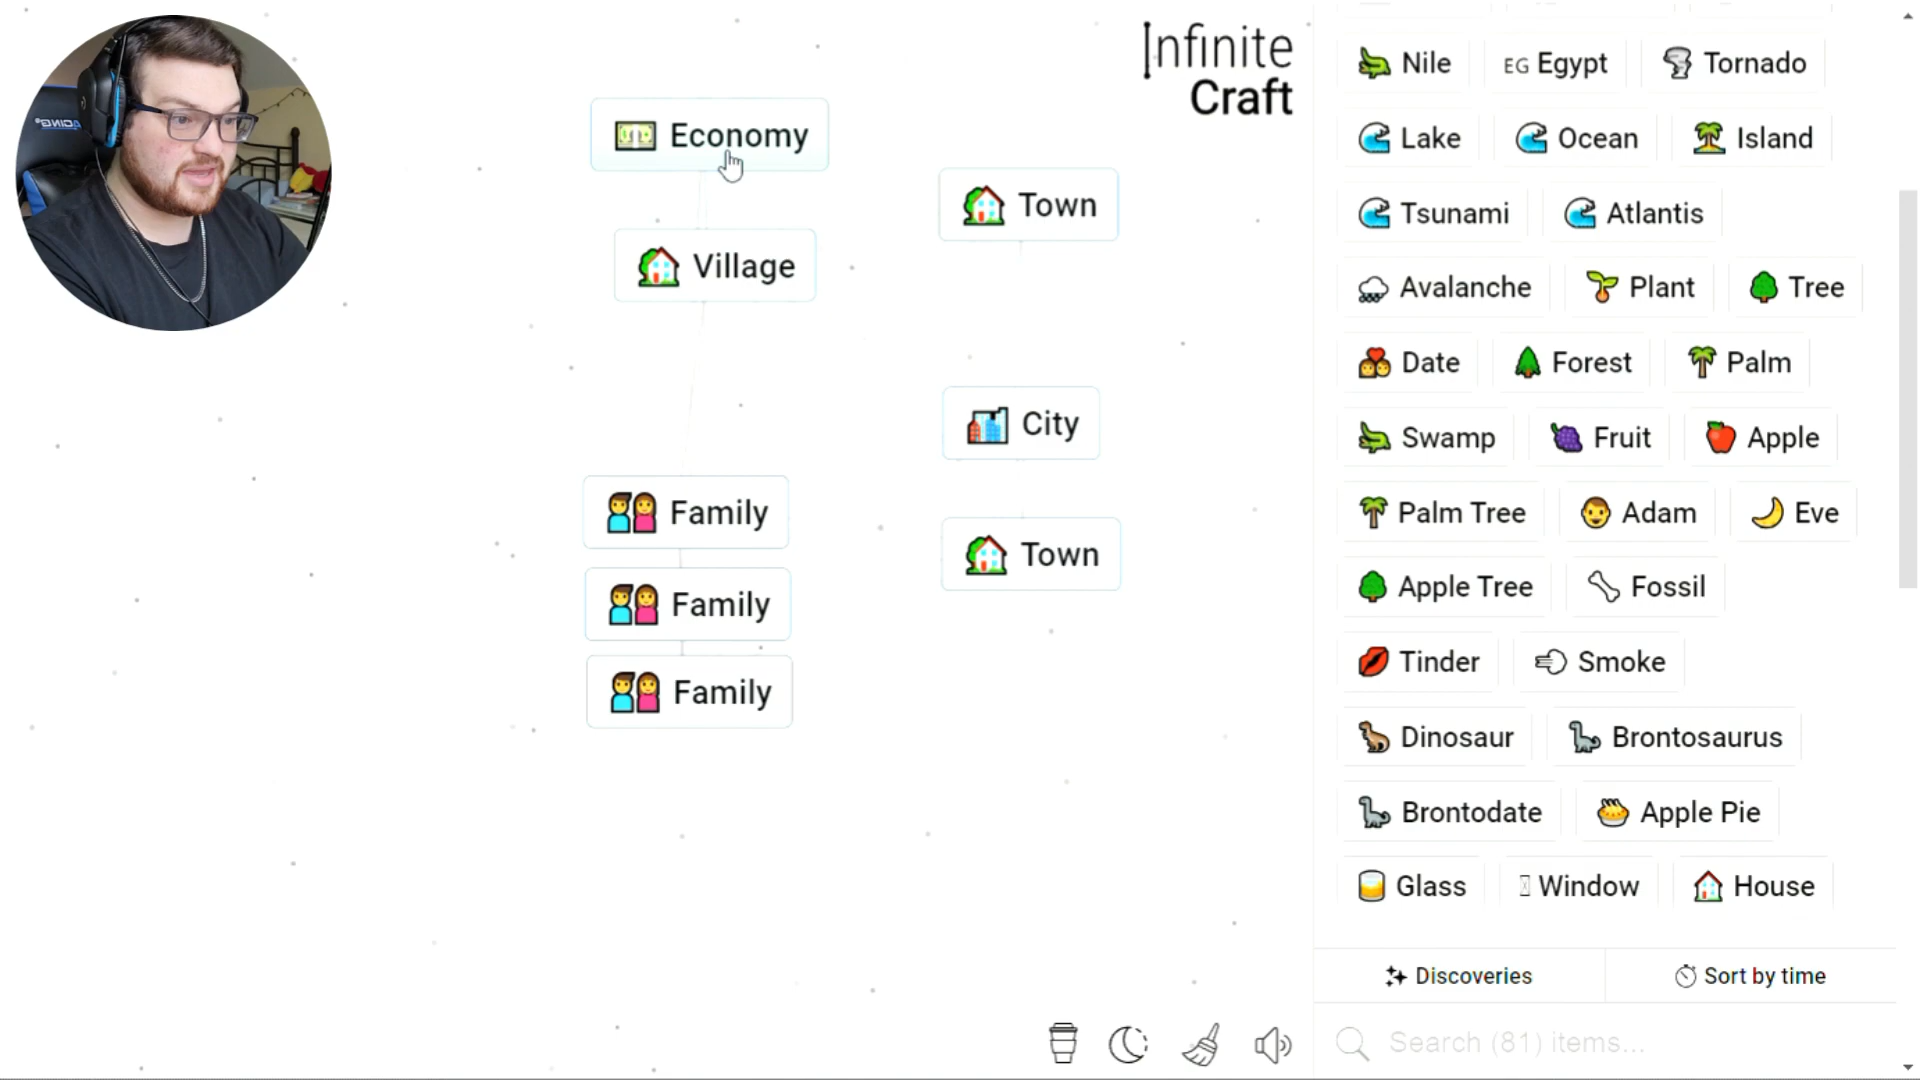 Infinite
Craft
Economy
Town
Village
City
Family
Town
Family
Family
Nile
EG Egypt
Tornado
Lake
Ocean
Island
Tsunami
Atlantis
Avalanche
Plant
Tree
Date
Forest
Palm
Swamp
Fruit
Apple
Palm Tree
Adam
Eve
Apple Tree
Fossil
Tinder
Smoke
Dinosaur
Brontosaurus
Brontodate
Apple Pie
Glass
Window
House
Discoveries
Sort by time
Search (81) items...